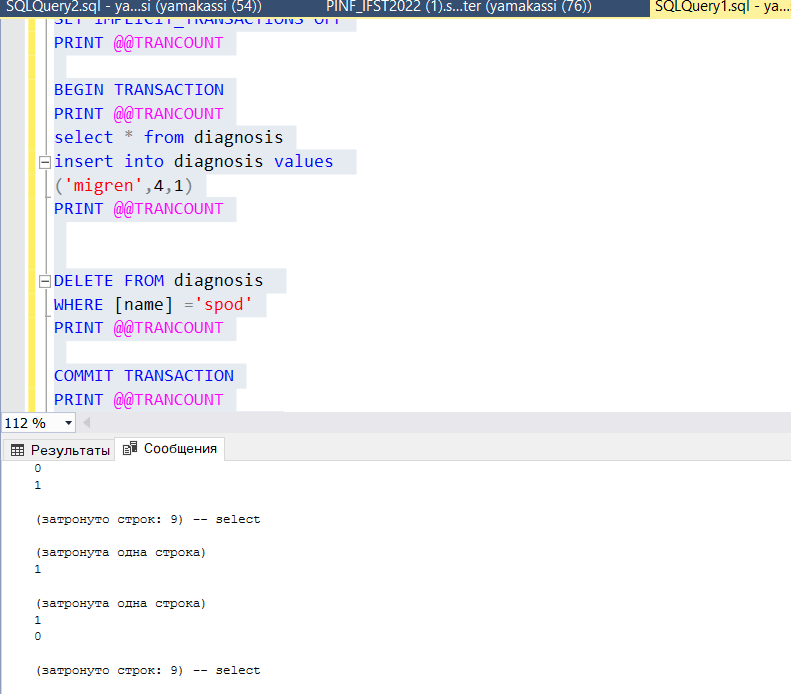 SQLQuery2.sql - ya...si (yamakassi (54)) PINF_IFST2022 (1).s...ter (yamakassi (76)) SQLQuery1.sql - ya...
SET IMPLICIT_TRANSACTIONS OFF
PRINT @@TRANCOUNT
BEGIN TRANSACTION
PRINT @@TRANCOUNT
select * from diagnosis
insert into diagnosis values
('migren',4,1)
PRINT @@TRANCOUNT
DELETE FROM diagnosis
WHERE [name] ='spod'
PRINT @@TRANCOUNT
COMMIT TRANSACTION
PRINT @@TRANCOUNT
112 %
Результаты Сообщения
0
1
(затронуто строк: 9) -- select
(затронута одна строка)
1
(затронута одна строка)
1
0
(затронуто строк: 9) -- select